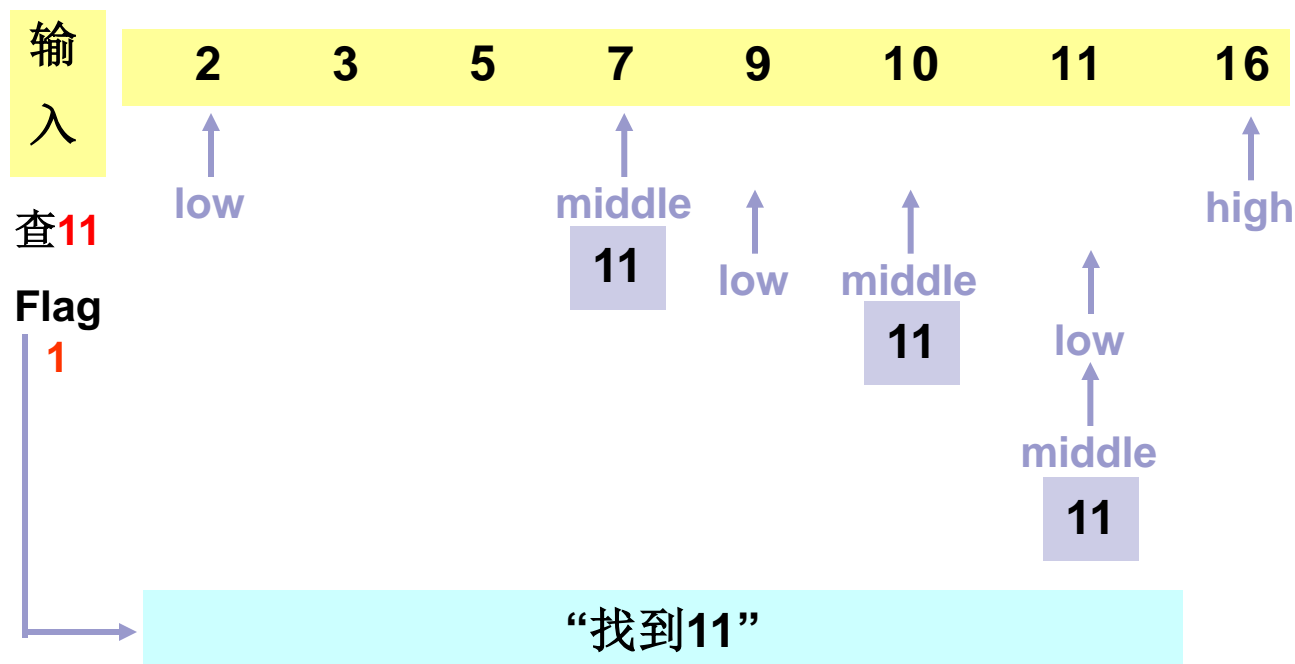 输入
2 3 5 7 9 10 11 16
low middle high
查11
11
low middle
Flag
1
11
low
middle
11
“找到11”